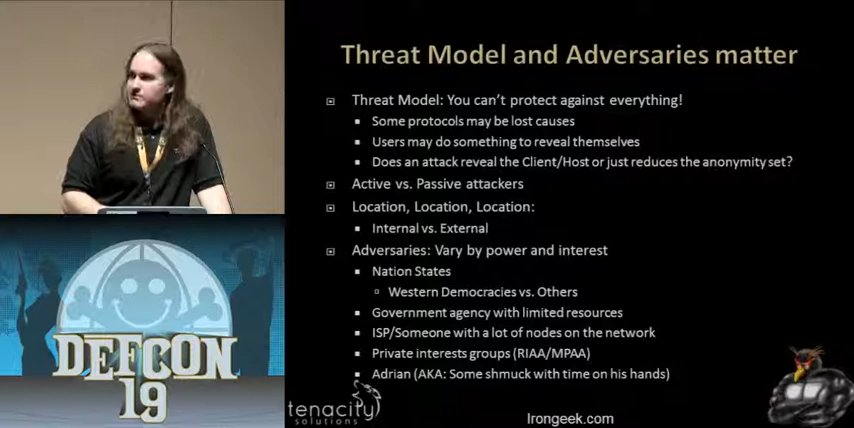 Threat Model and Adversaries matter
Threat Model: You can't protect against everything!
Some protocols may be lost causes
Users may do something to reveal themselves
Does an attack reveal the Client/Host or just reduces the anonymity set?
Active vs. Passive attackers
Location, Location, Location:
Internal vs. External
Adversaries: Vary by power and interest
Nation States
Western Democracies vs. Others
Government agency with limited resources
ISP/Someone with a lot of nodes on the network
Private interests groups (RIAA/MPAA)
Adrian (AKA: Some shmuck with time on his hands)
DEFCON
19
tenacity
solutions
Irongeek.com